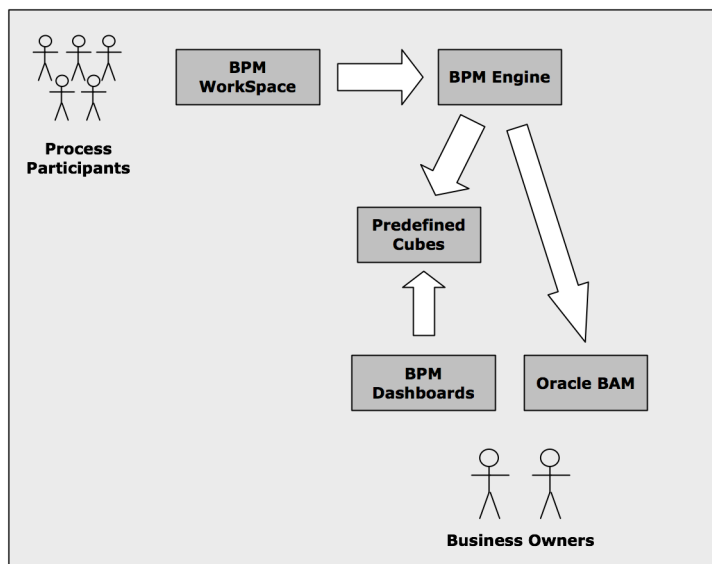 BPM
WorkSpace
BPM Engine
Process
Participants
Predefined
Cubes
BPM
Dashboards
Oracle BAM
Business Owners